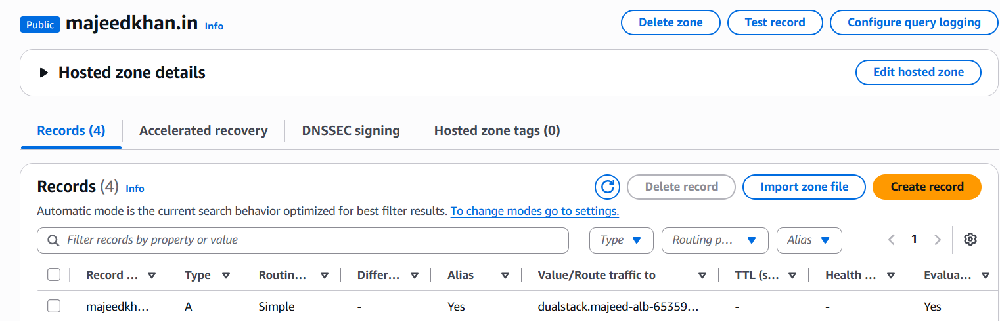 Public majeedkhan.in Info Delete zone Test record Configure query logging
Hosted zone details Edit hosted zone
Records (4) Accelerated recovery DNSSEC signing Hosted zone tags (0)
Records (4) Info Delete record Import zone file Create record
Automatic mode is the current search behavior optimized for best filter results. To change modes go to settings.
Filter records by property or value Type Routing p... Alias 1
Record ... Type Routin... Differ... Alias Value/Route traffic to TTL (s... Health ... Evalua...
majeedkh... A Simple - Yes dualstack.majeed-alb-65359... - - Yes